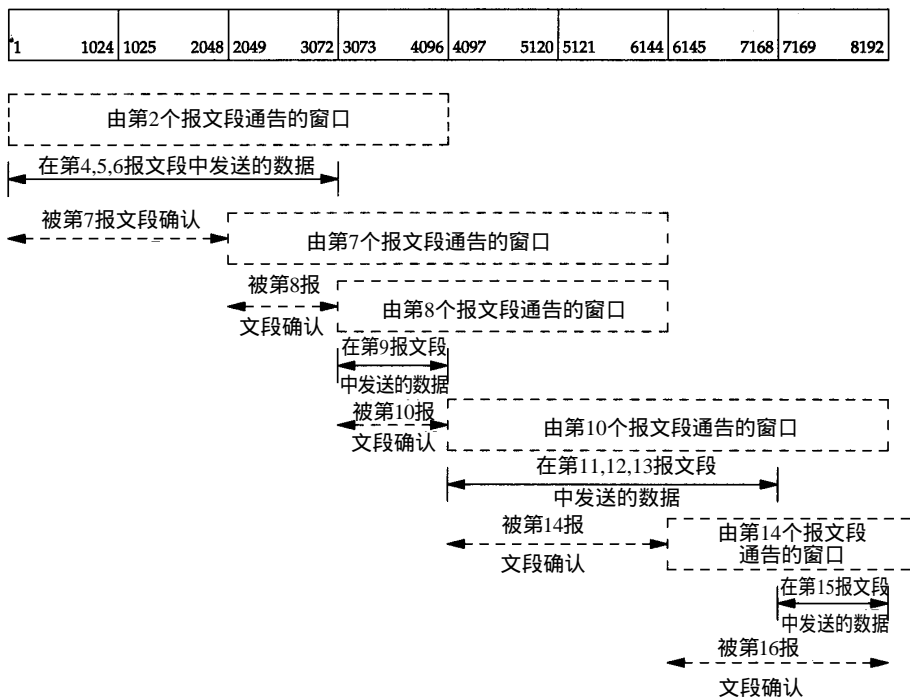 1 1024 1025 2048 2049 3072 3073 4096 4097 5120 5121 6144 6145 7168 7169 8192
由第2个报文段通告的窗口
在第4,5,6报文段中发送的数据
被第7报文段确认
由第7个报文段通告的窗口
被第8报
文段确认
由第8个报文段通告的窗口
在第9报文段
中发送的数据
被第10报
文段确认
由第10个报文段通告的窗口
在第11,12,13报文段
中发送的数据
被第14报
文段确认
由第14个报文段
通告的窗口
在第15报文段
中发送的数据
被第16报
文段确认